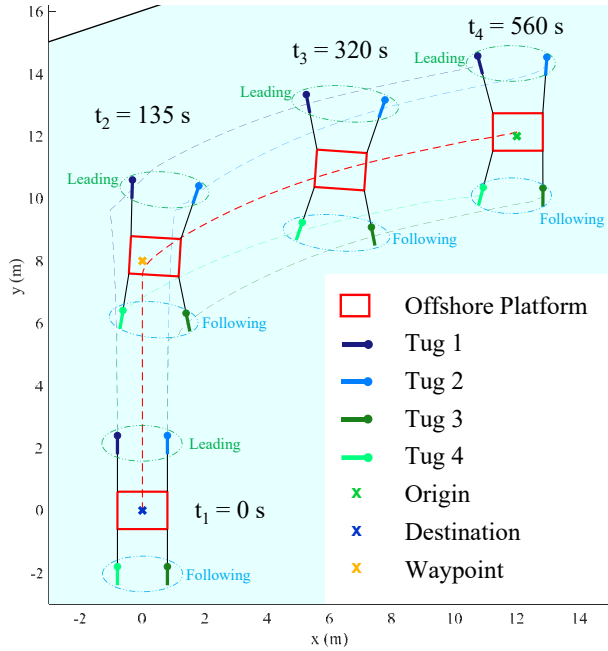 16
14
12
10
8
6
4
2
0
-2
y (m)
-2
0
2
4
6
8
10
12
14
x (m)
t4 = 560 s
t3 = 320 s
t2 = 135 s
t1 = 0 s
Leading
Following
Leading
Following
Leading
Following
Leading
Following
Offshore Platform
Tug 1
Tug 2
Tug 3
Tug 4
Origin
Destination
Waypoint